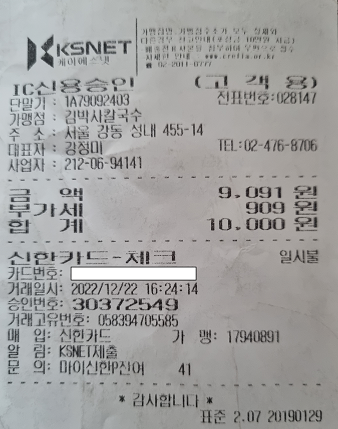 KSNET
케이에스넷
☎ 02-2011-0777
IC신용승인 (고객용)
단말기 : 1A79092403 전표번호:028147
가맹점 : 김박사칼국수
주 소 : 서울 강동 성내 455-14
대표자 : 강정미 TEL:02-476-8706
사업자 : 212-06-94141
금 액 9,091 원
부가세 909 원
합 계 10,000 원
신한카드-체크 일시불
카드번호:
거래일시: 2022/12/22 16:24:14
승인번호: 30372549
거래고유번호: 058394705585
매 입: 신한카드 가 맹: 17940891
알 림: KSNET제출
문 의: 마이신한P신어 41
* 감사합니다 *
표준 2.07 20190129